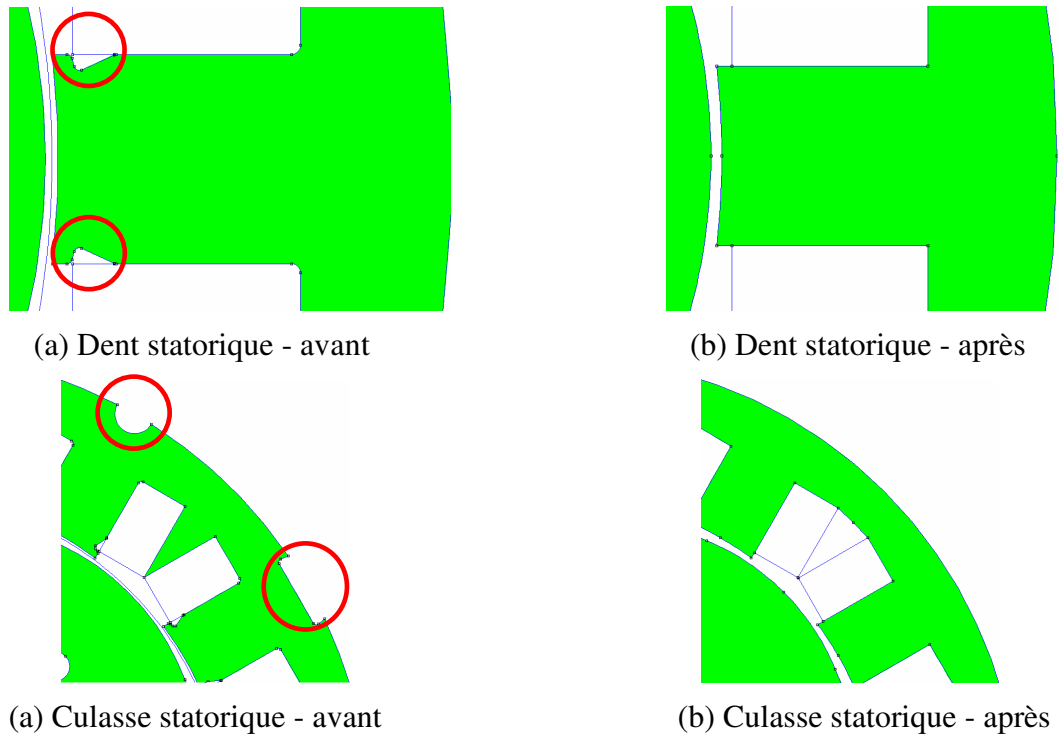 (a) Dent statorique - avant
(b) Dent statorique - après
(a) Culasse statorique - avant
(b) Culasse statorique - après